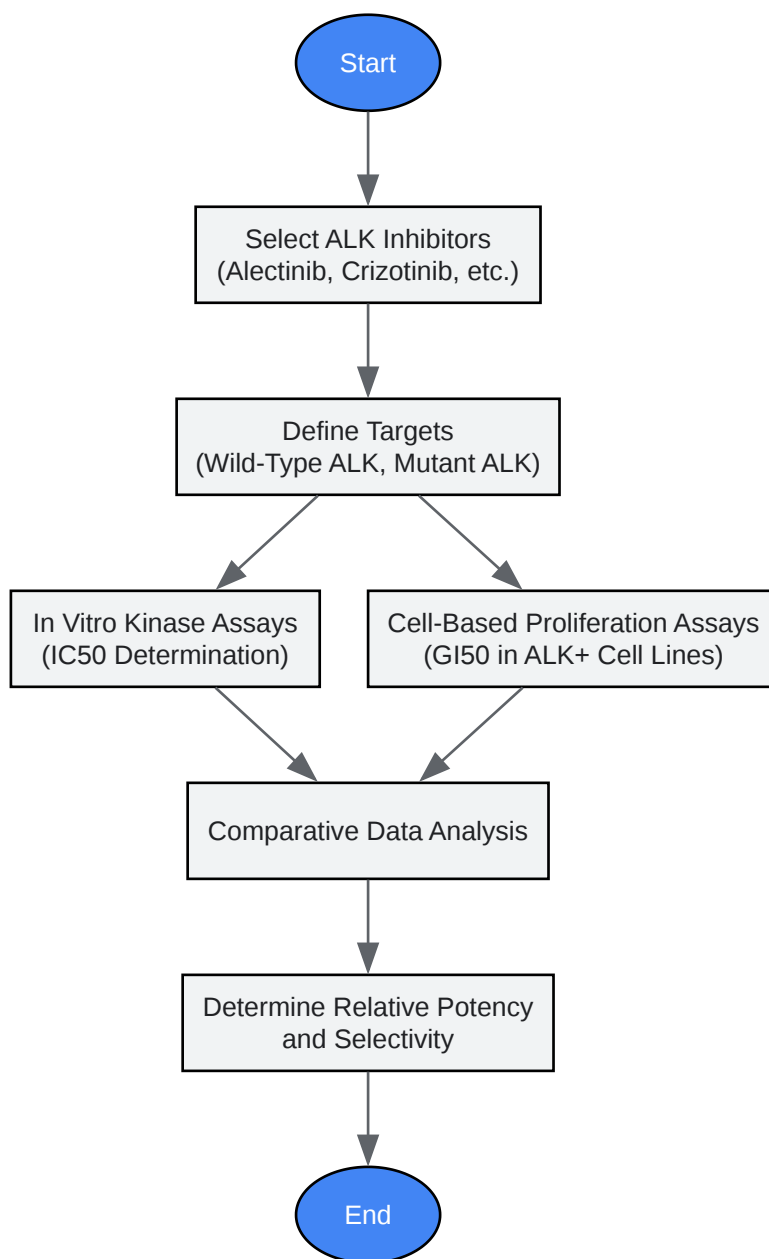 Start
Select ALK Inhibitors
(Alectinib, Crizotinib, etc.)
Define Targets
(Wild-Type ALK, Mutant ALK)
In Vitro Kinase Assays
(IC50 Determination)
Cell-Based Proliferation Assays
(GI50 in ALK+ Cell Lines)
Comparative Data Analysis
Determine Relative Potency
and Selectivity
End